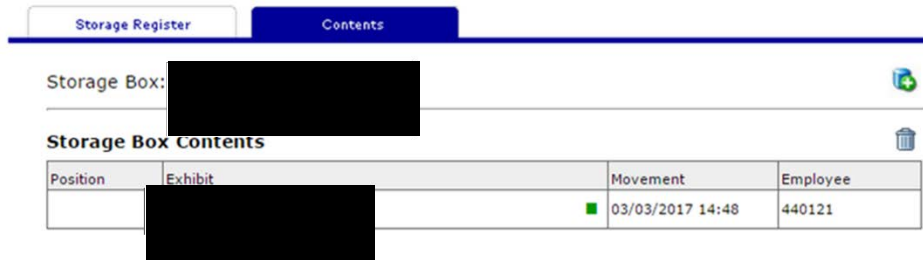 Storage Register Contents
Storage Box:
Storage Box Contents
Position Exhibit Movement Employee
03/03/2017 14:48 440121